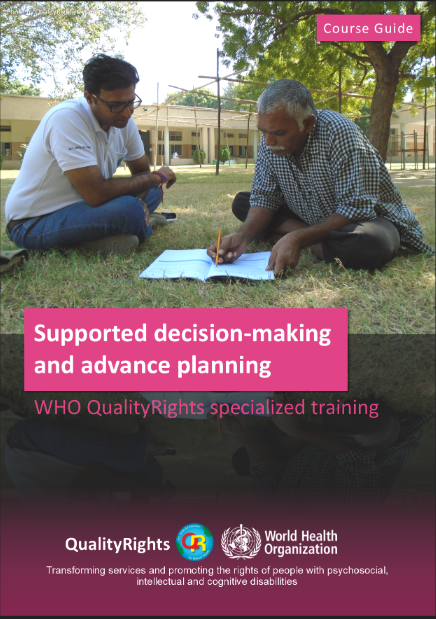 Course Guide
Supported decision-making
and advance planning
WHO QualityRights specialized training
QualityRights
QR
World Health
Organization
Transforming services and promoting the rights of people with psychosocial,
intellectual and cognitive disabilities